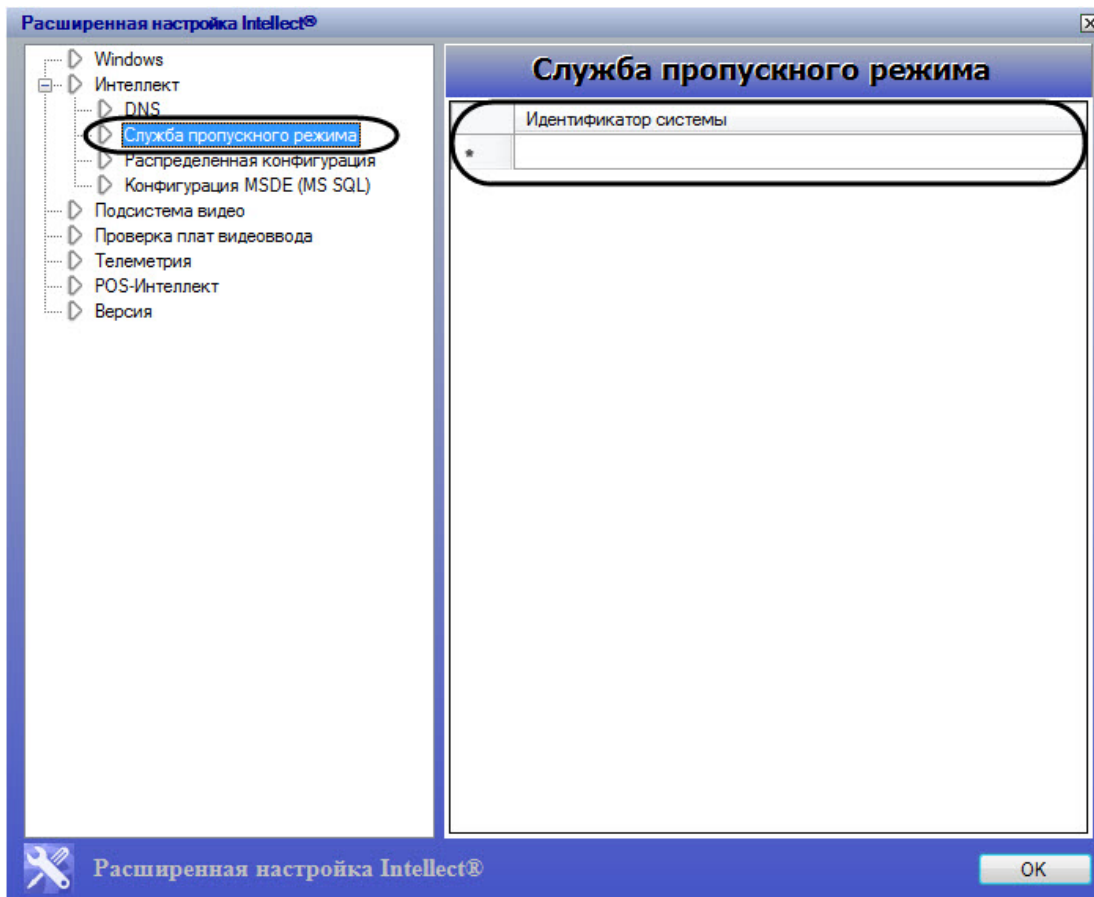 Расширенная настройка Intellect®
Windows
Интеллект
DNS
Служба пропускного режима
Распределенная конфигурация
Конфигурация MSDE (MS SQL)
Подсистема видео
Проверка плат видеоввода
Телеметрия
POS-Интеллект
Версия
Служба пропускного режима
Идентификатор системы
*
Расширенная настройка Intellect®
OK